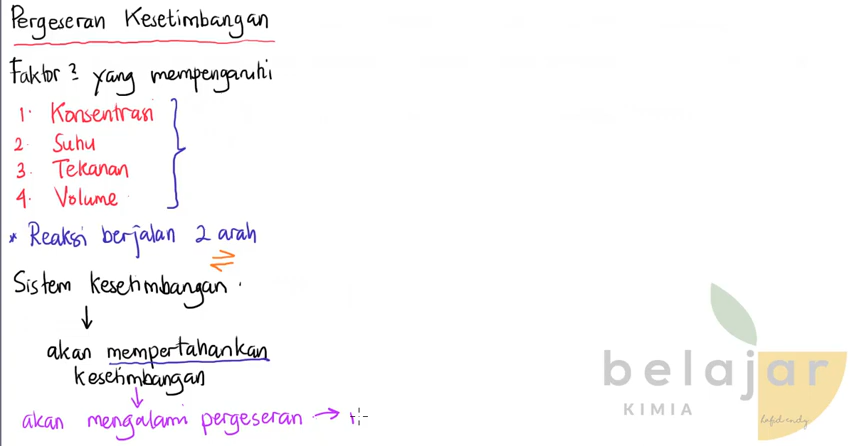 Pergeseran Kesetimbangan
Faktor2 yang mempengaruhi
1. Konsentrasi
2. Suhu
3. Tekanan
4. Volume
* Reaksi berjalan 2 arah
⇌
Sistem kesetimbangan.
↓
akan mempertahankan
kesetimbangan
↓
akan mengalami pergeseran →
belajar
KIMIA